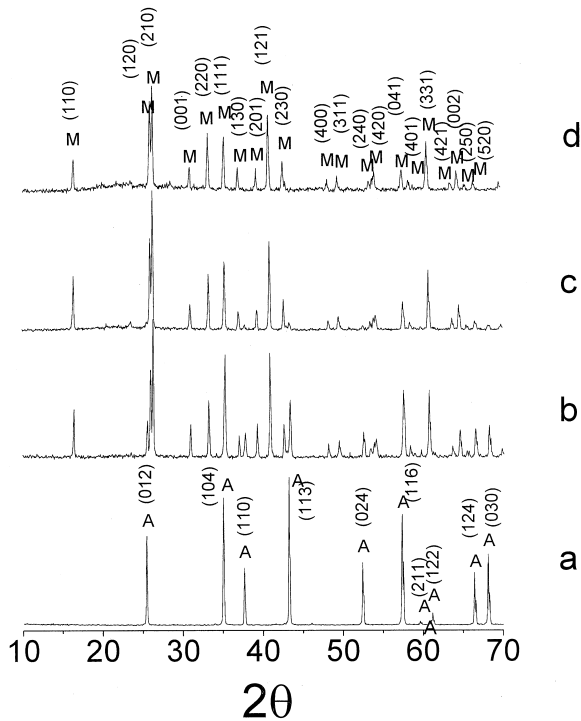 (110) (120) (210) (001) (220) (111) (130) (201) (121) (230) (400) (311) (240) (420) (041) (401) (331) (421) (002) (250) (520)
M M M M M M M M M M M M M M M M M M M M M
d
c
b
(012) (104) (110) (113) (024) (116) (211) (122) (124) (030)
A A A A A A A A A A A
a
10 20 30 40 50 60 70
2θ